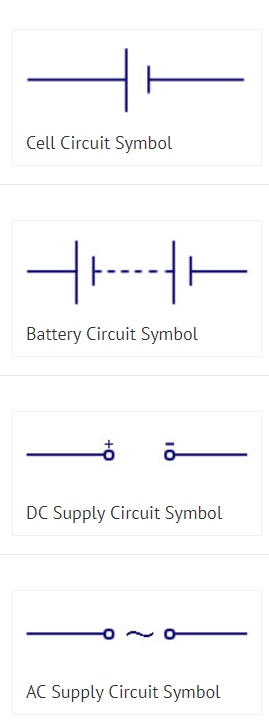 Cell Circuit Symbol
Battery Circuit Symbol
+ -
DC Supply Circuit Symbol
~
AC Supply Circuit Symbol